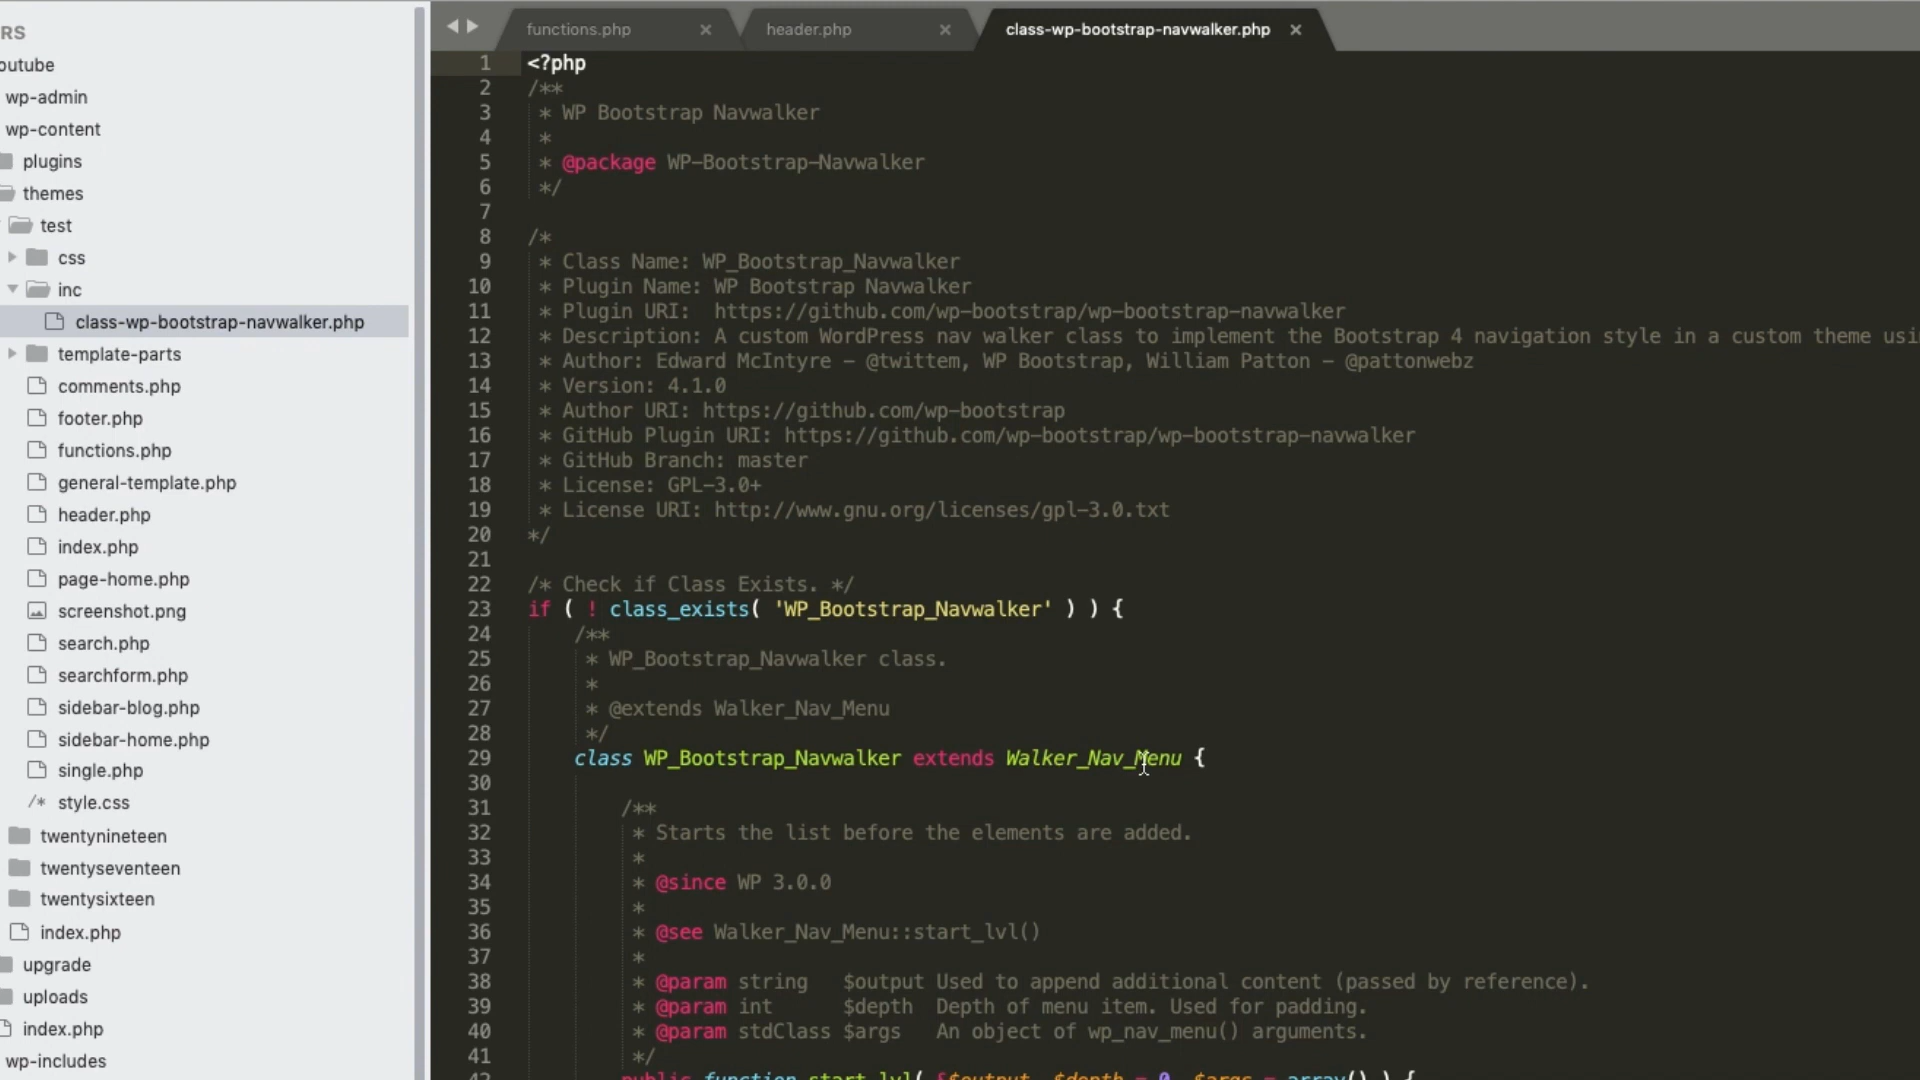 RS
outube
wp-admin
wp-content
plugins
themes
test
css
inc
class-wp-bootstrap-navwalker.php
template-parts
comments.php
footer.php
functions.php
general-template.php
header.php
index.php
page-home.php
screenshot.png
search.php
searchform.php
sidebar-blog.php
sidebar-home.php
single.php
/* style.css
twentynineteen
twentyseventeen
twentysixteen
index.php
upgrade
uploads
index.php
wp-includes
functions.php × header.php × class-wp-bootstrap-navwalker.php ×
1 <?php
2 /**
3  * WP Bootstrap Navwalker
4  *
5  * @package WP-Bootstrap-Navwalker
6  */
7
8 /*
9  * Class Name: WP_Bootstrap_Navwalker
10  * Plugin Name: WP Bootstrap Navwalker
11  * Plugin URI:  https://github.com/wp-bootstrap/wp-bootstrap-navwalker
12  * Description: A custom WordPress nav walker class to implement the Bootstrap 4 navigation style in a custom theme usi
13  * Author: Edward McIntyre - @twittem, WP Bootstrap, William Patton - @pattonwebz
14  * Version: 4.1.0
15  * Author URI: https://github.com/wp-bootstrap
16  * GitHub Plugin URI: https://github.com/wp-bootstrap/wp-bootstrap-navwalker
17  * GitHub Branch: master
18  * License: GPL-3.0+
19  * License URI: http://www.gnu.org/licenses/gpl-3.0.txt
20 */
21
22 /* Check if Class Exists. */
23 if ( ! class_exists( 'WP_Bootstrap_Navwalker' ) ) {
24     /**
25      * WP_Bootstrap_Navwalker class.
26      *
27      * @extends Walker_Nav_Menu
28      */
29     class WP_Bootstrap_Navwalker extends Walker_Nav_Menu {
30
31         /**
32          * Starts the list before the elements are added.
33          *
34          * @since WP 3.0.0
35          *
36          * @see Walker_Nav_Menu::start_lvl()
37          *
38          * @param string   $output Used to append additional content (passed by reference).
39          * @param int      $depth  Depth of menu item. Used for padding.
40          * @param stdClass $args   An object of wp_nav_menu() arguments.
41          */
42         public function start_lvl( &$output, $depth = 0, $args = array() ) {